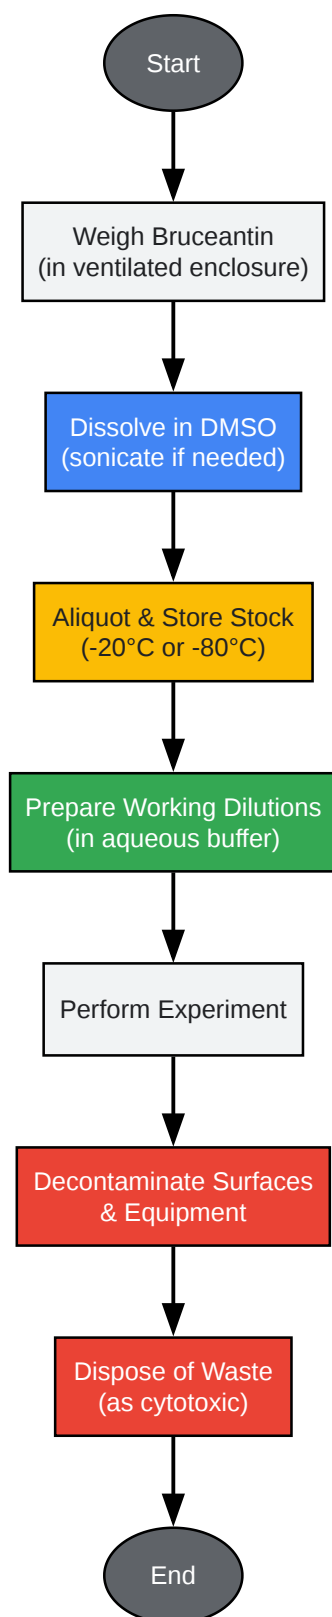 Start
Weigh Bruceantin
(in ventilated enclosure)
Dissolve in DMSO
(sonicate if needed)
Aliquot & Store Stock
(-20°C or -80°C)
Prepare Working Dilutions
(in aqueous buffer)
Perform Experiment
Decontaminate Surfaces
& Equipment
Dispose of Waste
(as cytotoxic)
End